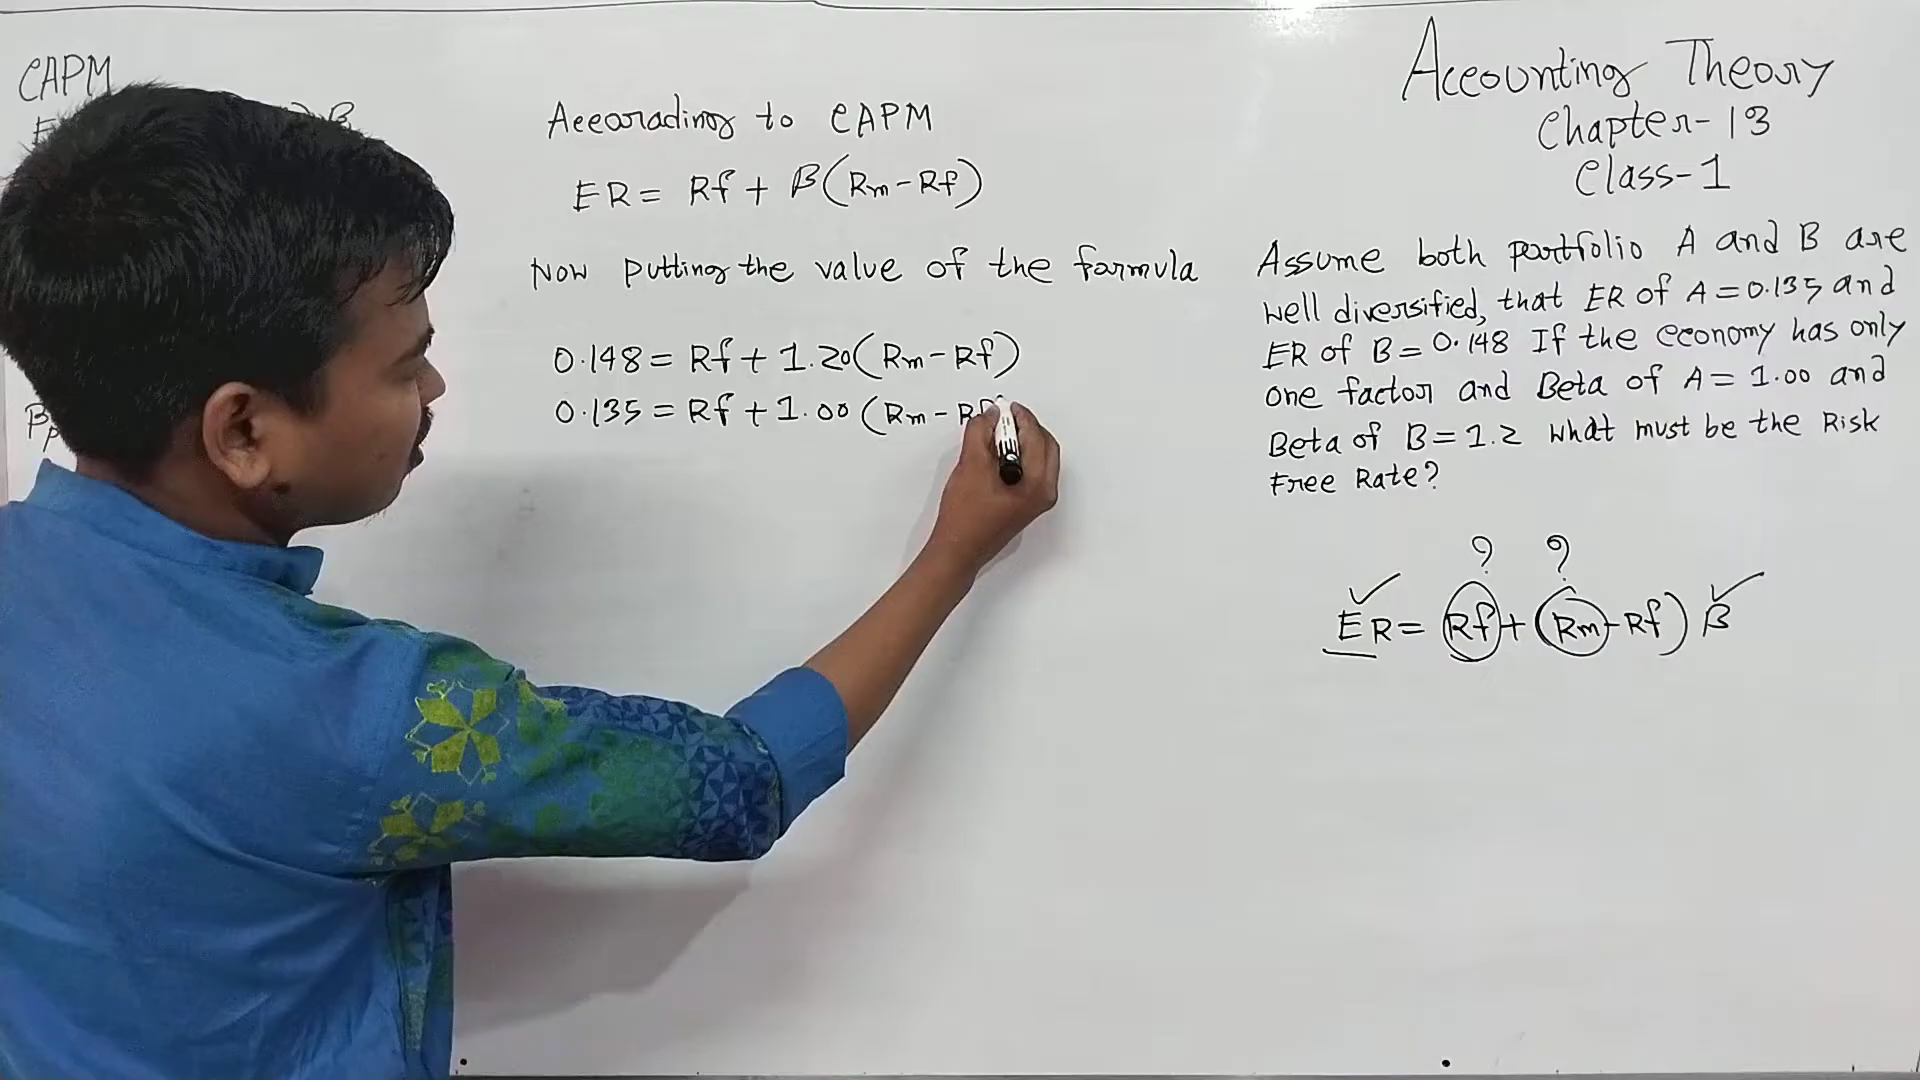 CAPM
β
According to CAPM
ER = Rf + β(Rm - Rf)
Now putting the value of the formula
0.148 = Rf + 1.20(Rm - Rf)
0.135 = Rf + 1.00 (Rm - Rf
Accounting Theory
Chapter-13
Class-1
Assume both portfolio A and B are
well diversified, that ER of A = 0.135 and
ER of B = 0.148 If the economy has only
one factor and Beta of A = 1.00 and
Beta of B = 1.2 what must be the Risk
Free Rate?
? ?
ER = Rf + (Rm - Rf) β